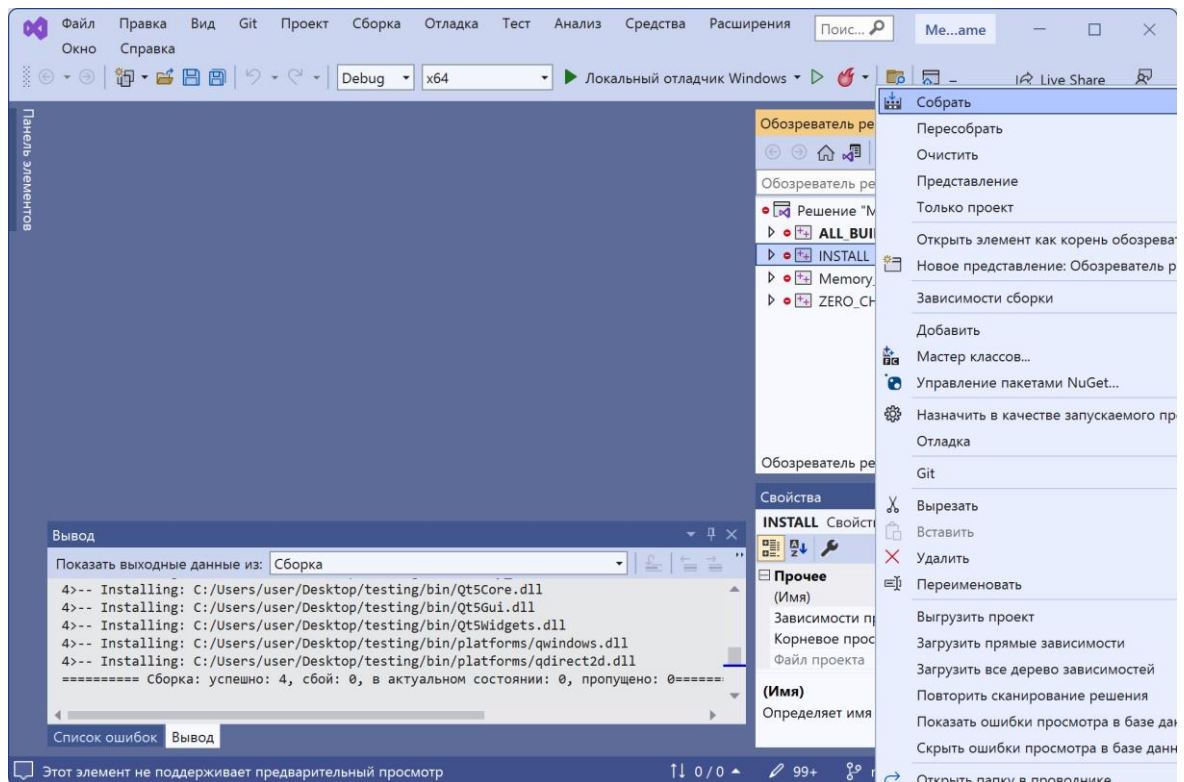 Файл Правка Вид Git Проект Сборка Отладка Тест Анализ Средства Расширения Поис... Me...ame
Окно Справка
Debug x64 Локальный отладчик Windows Live Share
Панель элементов
Обозреватель ре
Обозреватель ре
Решение "M
ALL_BUI
INSTALL
Memory_
ZERO_CH
Обозреватель ре
Свойства
INSTALL Свойст
Прочее
(Имя)
Зависимости п
Корневое прос
Файл проекта
(Имя)
Определяет имя
Собрать
Пересобрать
Очистить
Представление
Только проект
Открыть элемент как корень обозреват
Новое представление: Обозреватель р
Зависимости сборки
Добавить
Мастер классов...
Управление пакетами NuGet...
Назначить в качестве запускаемого пр
Отладка
Git
Вырезать
Вставить
Удалить
Переименовать
Выгрузить проект
Загрузить прямые зависимости
Загрузить все дерево зависимостей
Повторить сканирование решения
Показать ошибки просмотра в базе дан
Скрыть ошибки просмотра в базе данн
Открыть папку в проводнике
Вывод
Показать выходные данные из: Сборка
4>-- Installing: C:/Users/user/Desktop/testing/bin/Qt5Core.dll
4>-- Installing: C:/Users/user/Desktop/testing/bin/Qt5Gui.dll
4>-- Installing: C:/Users/user/Desktop/testing/bin/Qt5Widgets.dll
4>-- Installing: C:/Users/user/Desktop/testing/bin/platforms/qwindows.dll
4>-- Installing: C:/Users/user/Desktop/testing/bin/platforms/qdirect2d.dll
========== Сборка: успешно: 4, сбой: 0, в актуальном состоянии: 0, пропущено: 0======
Список ошибок Вывод
Этот элемент не поддерживает предварительный просмотр 0 / 0 99+